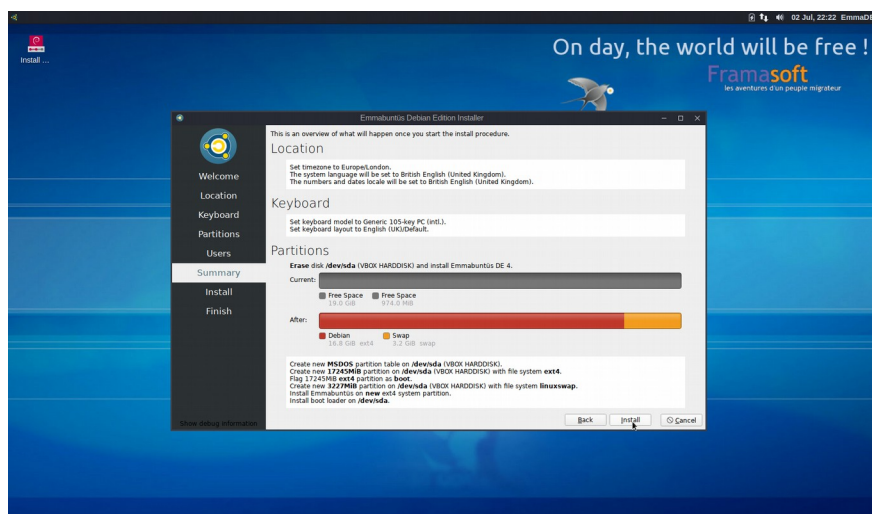 02 Jul, 22:22 EmmaDE
Install ...
On day, the world will be free !
Framasoft
les aventures d'un peuple migrateur
Emmabuntüs Debian Edition Installer
This is an overview of what will happen once you start the install procedure.
Welcome
Location
Keyboard
Partitions
Users
Summary
Install
Finish
Show debug information
Location
Set timezone to Europe/London.
The system language will be set to British English (United Kingdom).
The numbers and dates locale will be set to British English (United Kingdom).
Keyboard
Set keyboard model to Generic 105-key PC (intl.).
Set keyboard layout to English (UK)/Default.
Partitions
Erase disk /dev/sda (VBOX HARDDISK) and install Emmabuntüs DE 4.
Current:
Free Space Free Space
19.0 GiB 974.0 MiB
After:
Debian Swap
16.8 GiB ext4 3.2 GiB swap
Create new MSDOS partition table on /dev/sda (VBOX HARDDISK).
Create new 17245MiB partition on /dev/sda (VBOX HARDDISK) with file system ext4.
Flag 17245MiB ext4 partition as boot.
Create new 3227MiB partition on /dev/sda (VBOX HARDDISK) with file system linuxswap.
Install Emmabuntüs on new ext4 system partition.
Install boot loader on /dev/sda.
Back Install Cancel